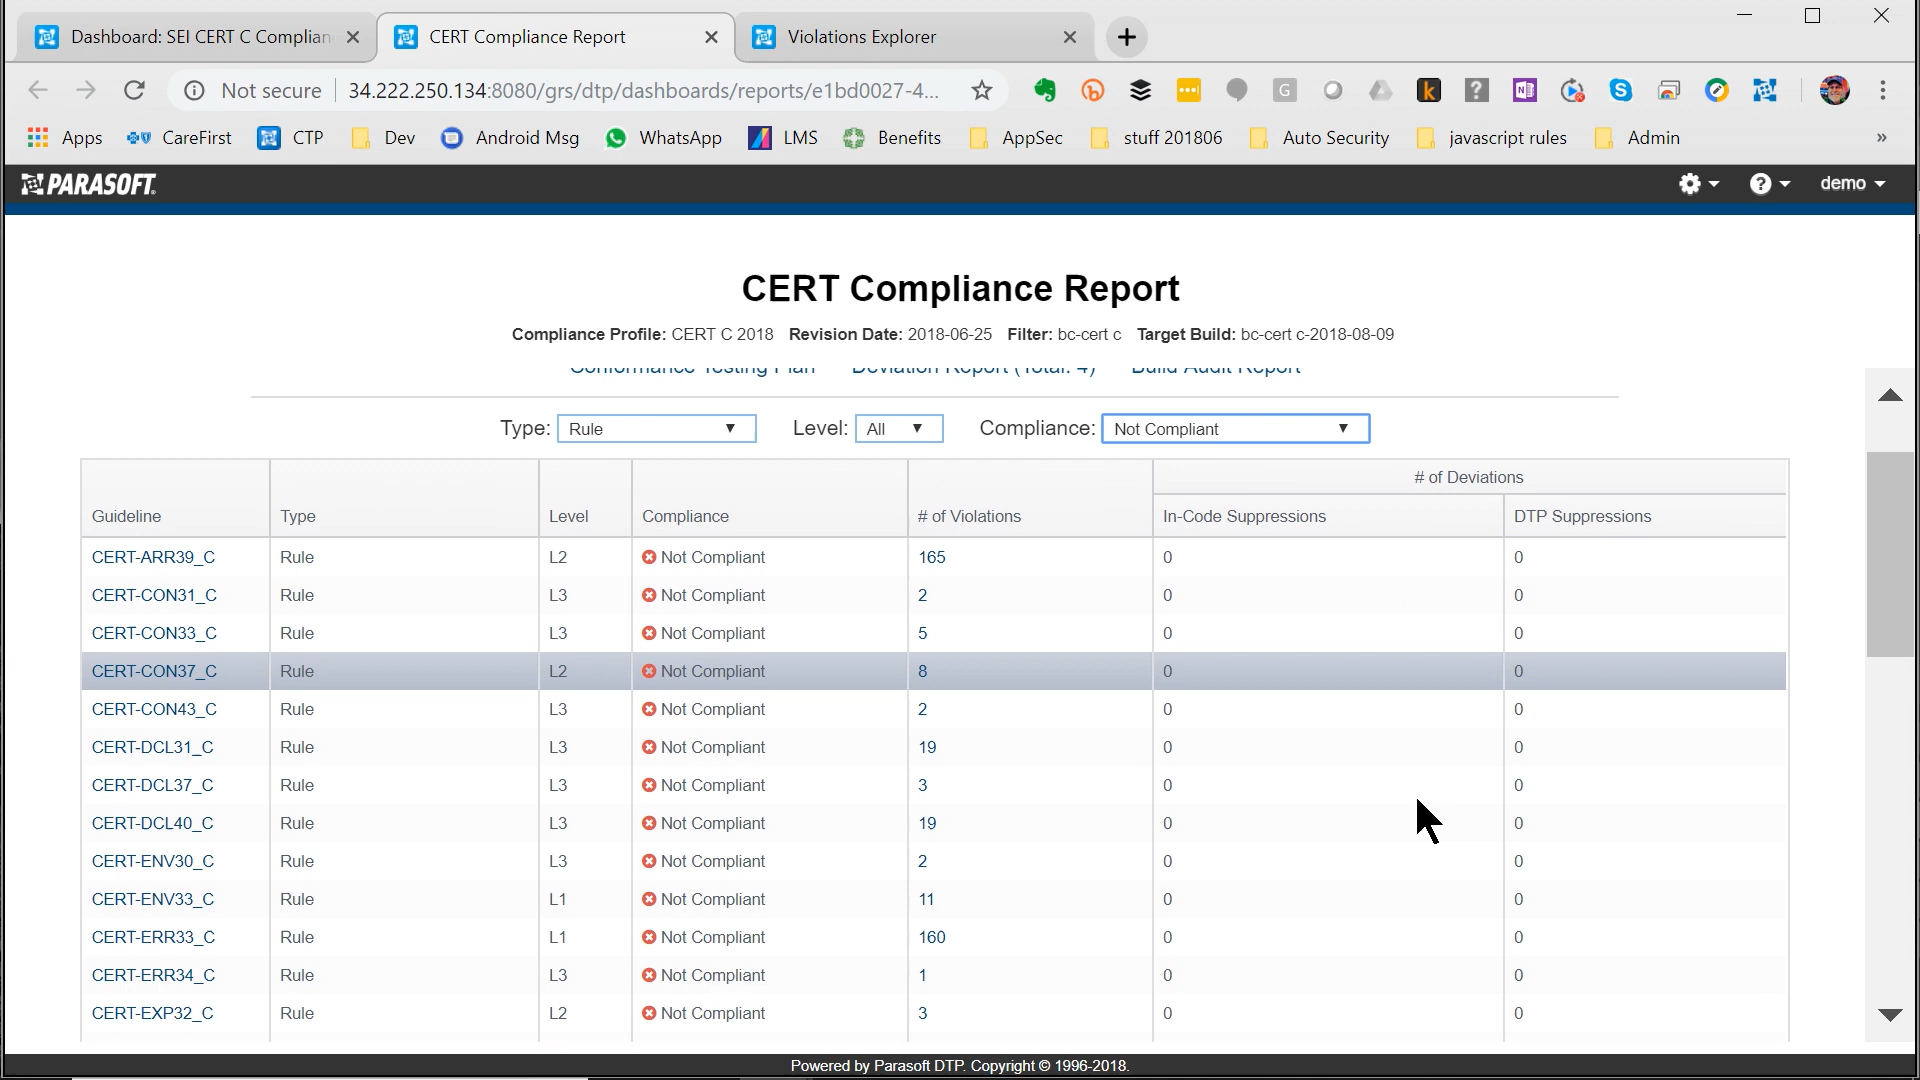 Dashboard: SEI CERT C Complian
CERT Compliance Report
Violations Explorer
Not secure
34.222.250.134:8080/grs/dtp/dashboards/reports/e1bd0027-4...
Apps
CareFirst
CTP
Dev
Android Msg
WhatsApp
LMS
Benefits
AppSec
stuff 201806
Auto Security
javascript rules
Admin
»
PARASOFT
demo
CERT Compliance Report
Compliance Profile: CERT C 2018 Revision Date: 2018-06-25 Filter: bc-cert c Target Build: bc-cert c-2018-08-09
Conformance Testing Plan Deviation Report (Total: 4) Build Audit Report
Type: Rule Level: All Compliance: Not Compliant
# of Deviations
Guideline Type Level Compliance # of Violations In-Code Suppressions DTP Suppressions
CERT-ARR39_C Rule L2 Not Compliant 165 0 0
CERT-CON31_C Rule L3 Not Compliant 2 0 0
CERT-CON33_C Rule L3 Not Compliant 5 0 0
CERT-CON37_C Rule L2 Not Compliant 8 0 0
CERT-CON43_C Rule L3 Not Compliant 2 0 0
CERT-DCL31_C Rule L3 Not Compliant 19 0 0
CERT-DCL37_C Rule L3 Not Compliant 3 0 0
CERT-DCL40_C Rule L3 Not Compliant 19 0 0
CERT-ENV30_C Rule L3 Not Compliant 2 0 0
CERT-ENV33_C Rule L1 Not Compliant 11 0 0
CERT-ERR33_C Rule L1 Not Compliant 160 0 0
CERT-ERR34_C Rule L3 Not Compliant 1 0 0
CERT-EXP32_C Rule L2 Not Compliant 3 0 0
Powered by Parasoft DTP. Copyright © 1996-2018.